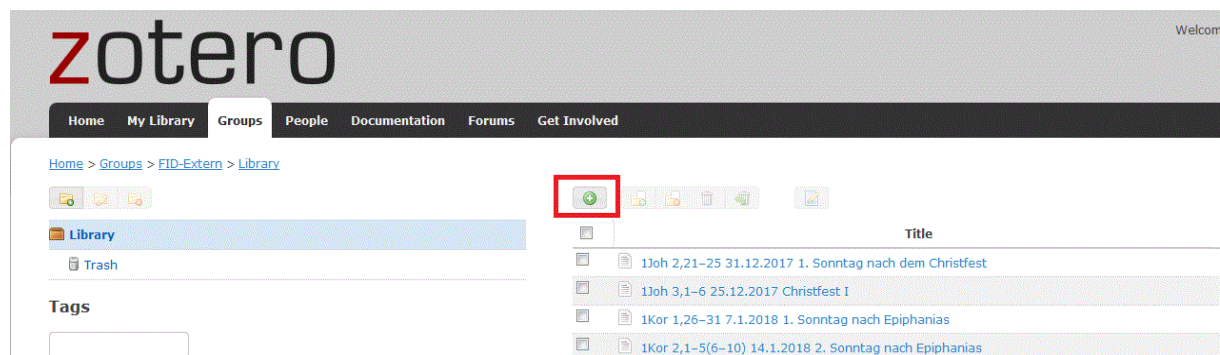 zotero
Welcom
Home My Library Groups People Documentation Forums Get Involved
Home > Groups > FID-Extern > Library
Library
Trash
Tags
Title
1Joh 2,21–25 31.12.2017 1. Sonntag nach dem Christfest
1Joh 3,1–6 25.12.2017 Christfest I
1Kor 1,26–31 7.1.2018 1. Sonntag nach Epiphanias
1Kor 2,1–5(6–10) 14.1.2018 2. Sonntag nach Epiphanias